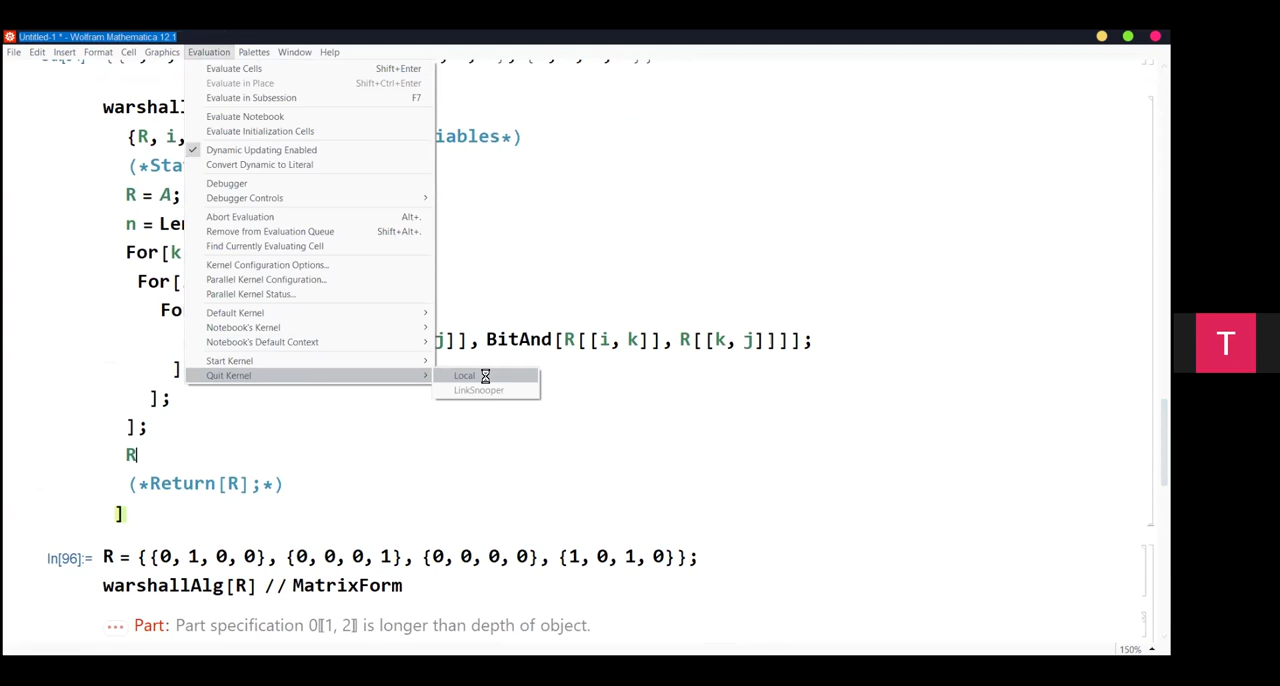 Untitled-1 * - Wolfram Mathematica 12.1
File Edit Insert Format Cell Graphics Evaluation Palettes Window Help
Evaluate Cells Shift+Enter
Evaluate in Place Shift+Ctrl+Enter
Evaluate in Subsession F7
Evaluate Notebook
Evaluate Initialization Cells
Dynamic Updating Enabled
Convert Dynamic to Literal
Debugger
Debugger Controls
Abort Evaluation Alt+.
Remove from Evaluation Queue Shift+Alt+.
Find Currently Evaluating Cell
Kernel Configuration Options...
Parallel Kernel Configuration...
Parallel Kernel Status...
Default Kernel
Notebook's Kernel
Notebook's Default Context
Start Kernel
Quit Kernel
Local
LinkSnooper
warshall
{R, i, iables*)
(*Sta
R = A;
n = Len
For[k
For[
Fo
j]], BitAnd[R[[i, k]], R[[k, j]]]];
]
];
];
R
(*Return[R];*)
]
In[96]:= R = {{0, 1, 0, 0}, {0, 0, 0, 1}, {0, 0, 0, 0}, {1, 0, 1, 0}};
warshallAlg[R] // MatrixForm
Part: Part specification 0⟦1, 2⟧ is longer than depth of object.
150%
T